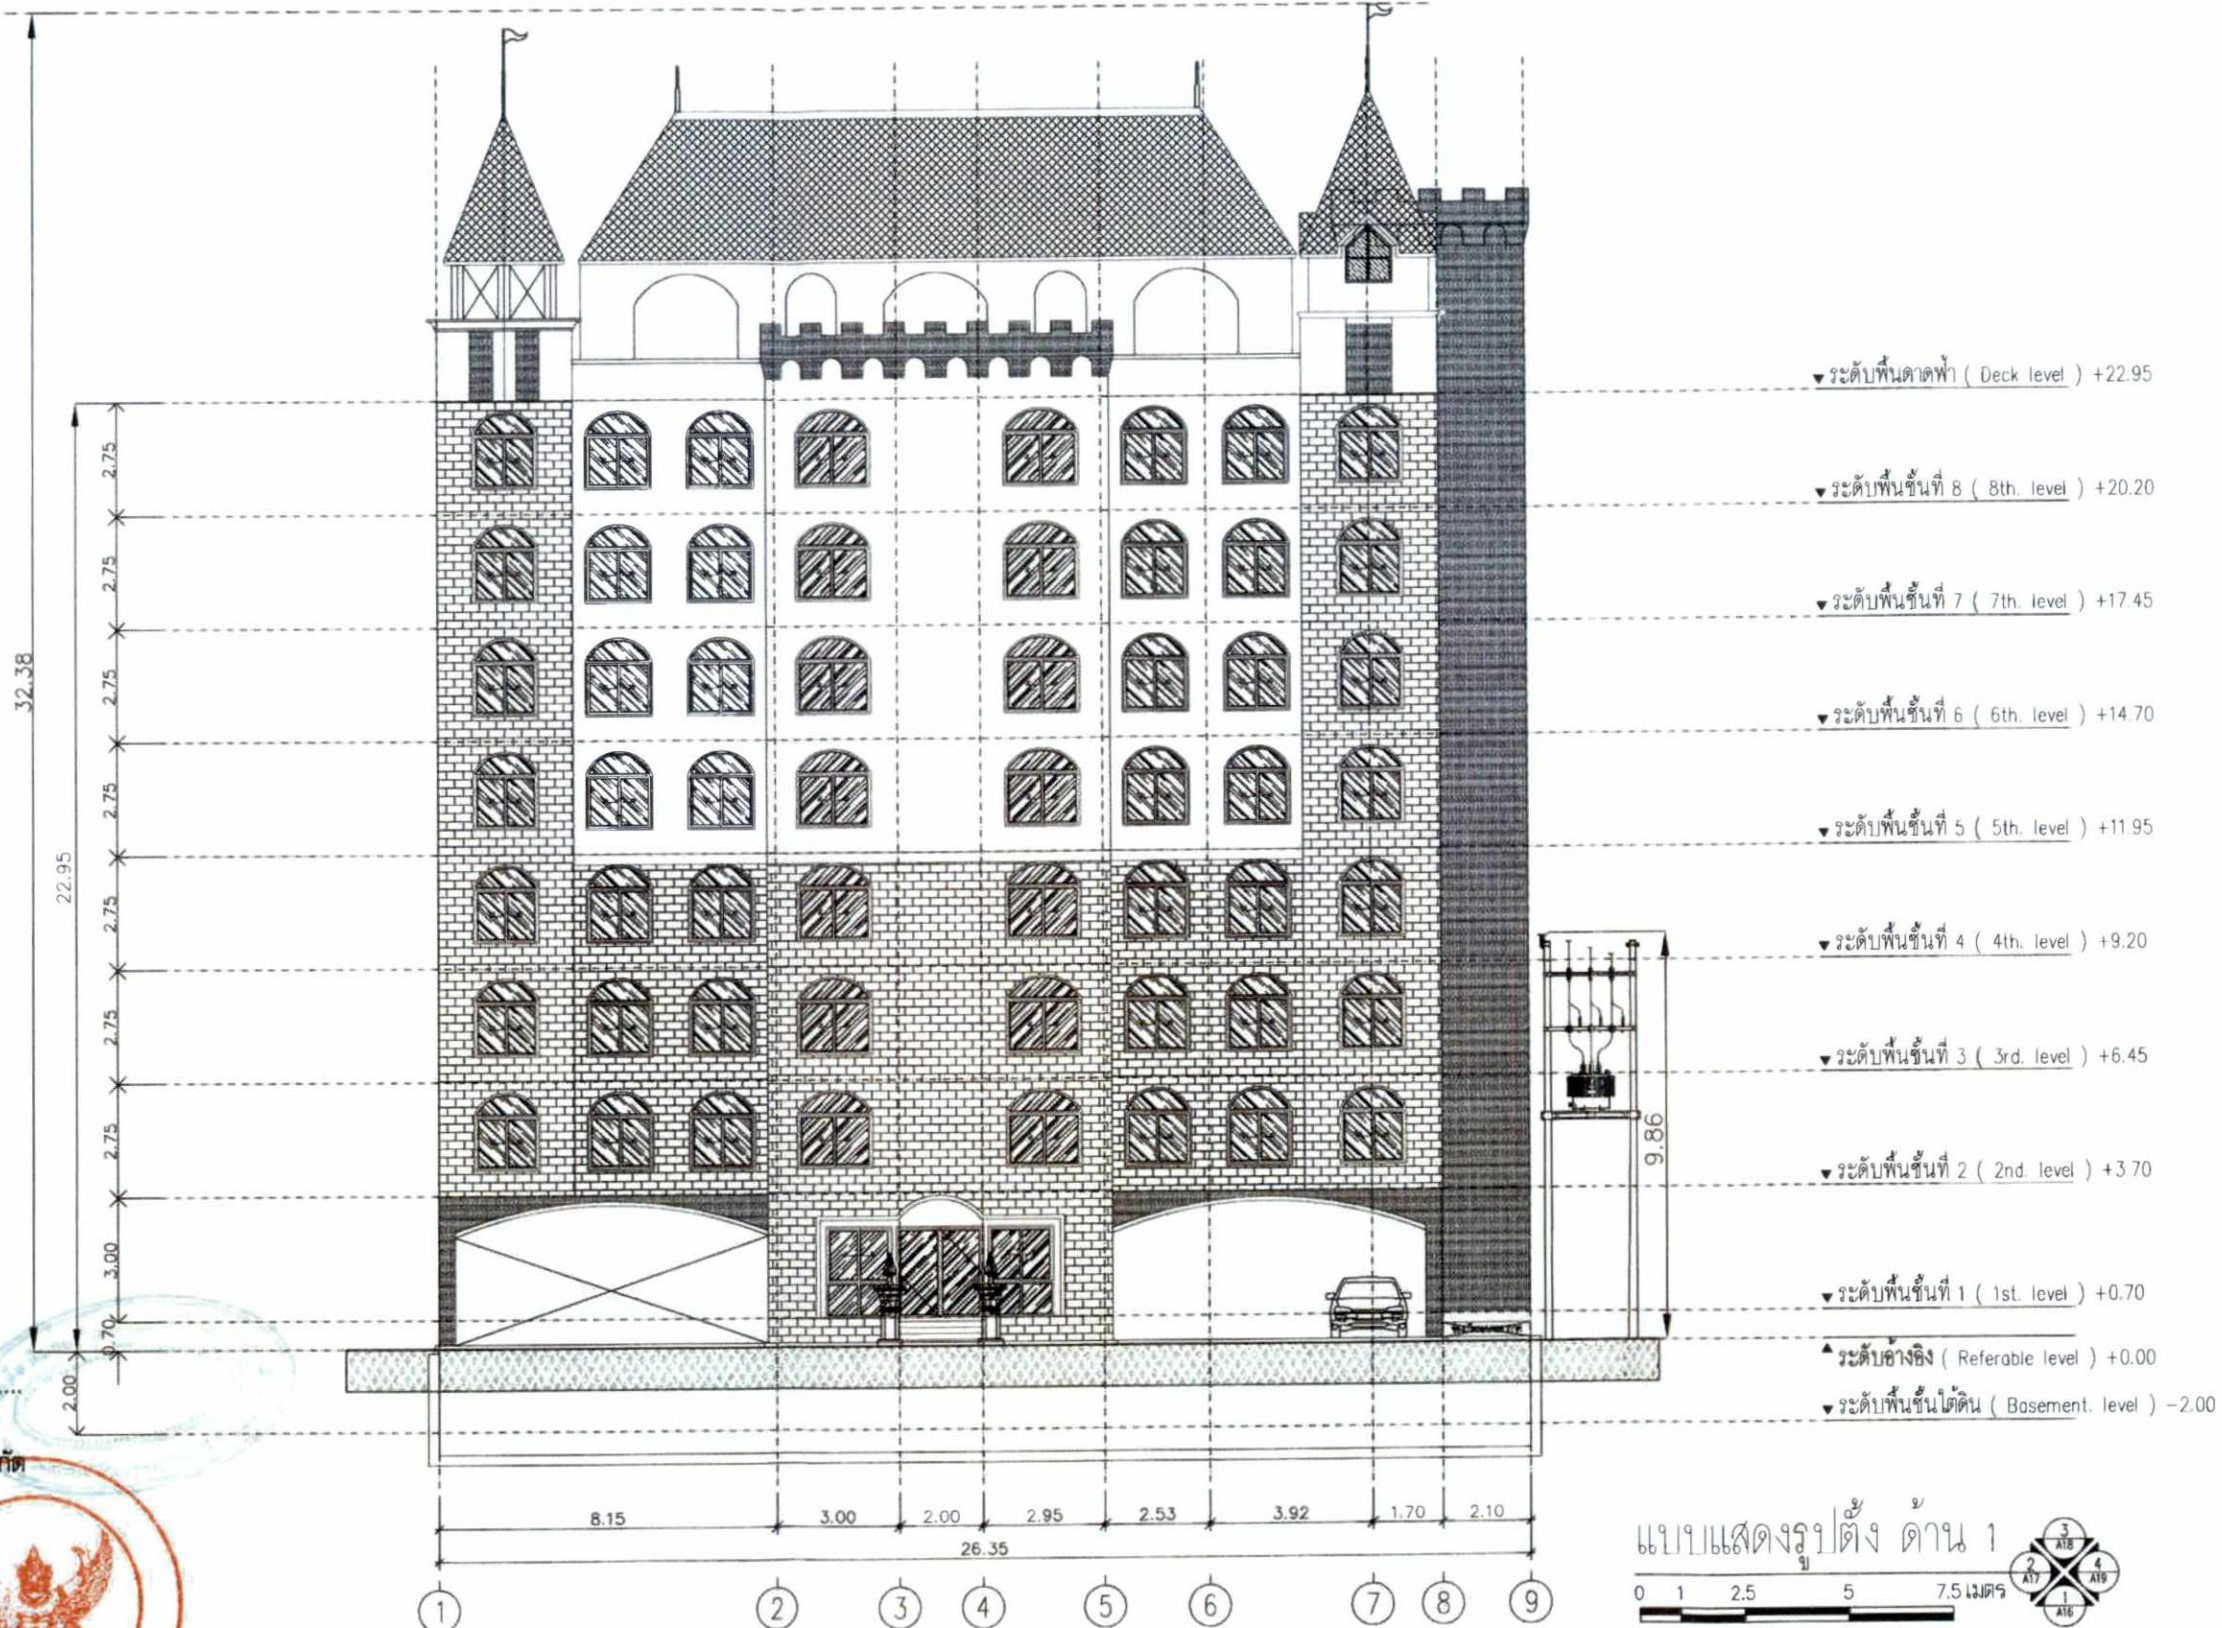 ระดับพื้นดาดฟ้า ( Deck level ) +22.95
ระดับพื้นชั้นที่ 8 ( 8th. level ) +20.20
ระดับพื้นชั้นที่ 7 ( 7th. level ) +17.45
ระดับพื้นชั้นที่ 6 ( 6th. level ) +14.70
ระดับพื้นชั้นที่ 5 ( 5th. level ) +11.95
ระดับพื้นชั้นที่ 4 ( 4th. level ) +9.20
ระดับพื้นชั้นที่ 3 ( 3rd. level ) +6.45
ระดับพื้นชั้นที่ 2 ( 2nd. level ) +3.70
ระดับพื้นชั้นที่ 1 ( 1st. level ) +0.70
ระดับอ้างอิง ( Referable level ) +0.00
ระดับพื้นชั้นใต้ดิน ( Basement. level ) -2.00
32.38
22.95
2.75
2.75
2.75
2.75
2.75
2.75
2.75
3.00
0.70
2.00
9.86
8.15 3.00 2.00 2.95 2.53 3.92 1.70 2.10
26.35
1 2 3 4 5 6 7 8 9
แบบแสดงรูปตั้ง ด้าน 1
0 1 2.5 5 7.5 เมตร
3 A18
2 A17
4 A19
1 A16